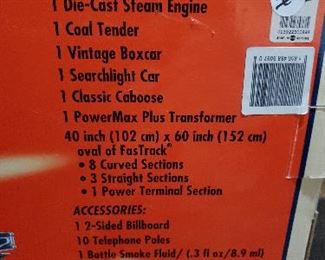 1 Die-Cast Steam Engine
1 Coal Tender
1 Vintage Boxcar
1 Searchlight Car
1 Classic Caboose
1 PowerMax Plus Transformer
40 inch (102 cm) x 60 inch (152 cm)
oval of FasTrack®
• 8 Curved Sections
• 3 Straight Sections
• 1 Power Terminal Section
ACCESSORIES:
1 2-Sided Billboard
10 Telephone Poles
1 Bottle Smoke Fluid/ (.3 fl oz/8.9 ml)